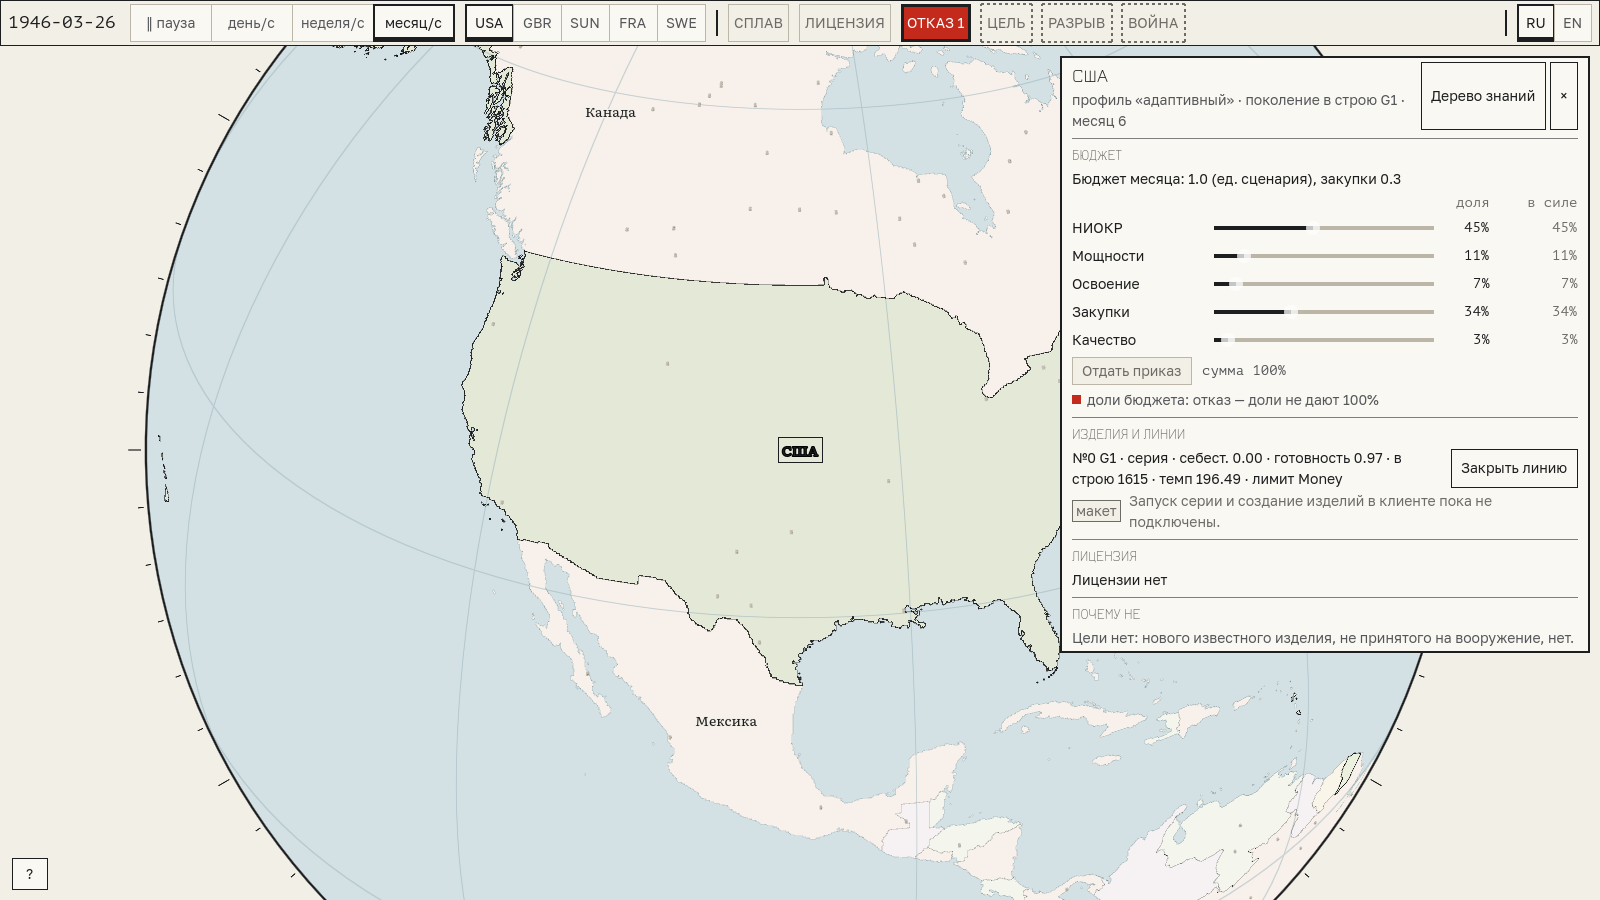 1946-03-26 ‖ пауза день/с неделя/с месяц/с USA GBR SUN FRA SWE СПЛАВ ЛИЦЕНЗИЯ ОТКАЗ 1 ЦЕЛЬ РАЗРЫВ ВОЙНА RU EN
США
профиль «адаптивный» · поколение в строю G1 ·
месяц 6
Дерево знаний ×
БЮДЖЕТ
Бюджет месяца: 1.0 (ед. сценария), закупки 0.3
доля в силе
НИОКР 45% 45%
Мощности 11% 11%
Освоение 7% 7%
Закупки 34% 34%
Качество 3% 3%
Отдать приказ сумма 100%
доли бюджета: отказ — доли не дают 100%
ИЗДЕЛИЯ И ЛИНИИ
№0 G1 · серия · себест. 0.00 · готовность 0.97 · в
строю 1615 · темп 196.49 · лимит Money
Закрыть линию
макет Запуск серии и создание изделий в клиенте пока не
подключены.
ЛИЦЕНЗИЯ
Лицензии нет
ПОЧЕМУ НЕ
Цели нет: нового известного изделия, не принятого на вооружение, нет.
Канада
США
Мексика
?